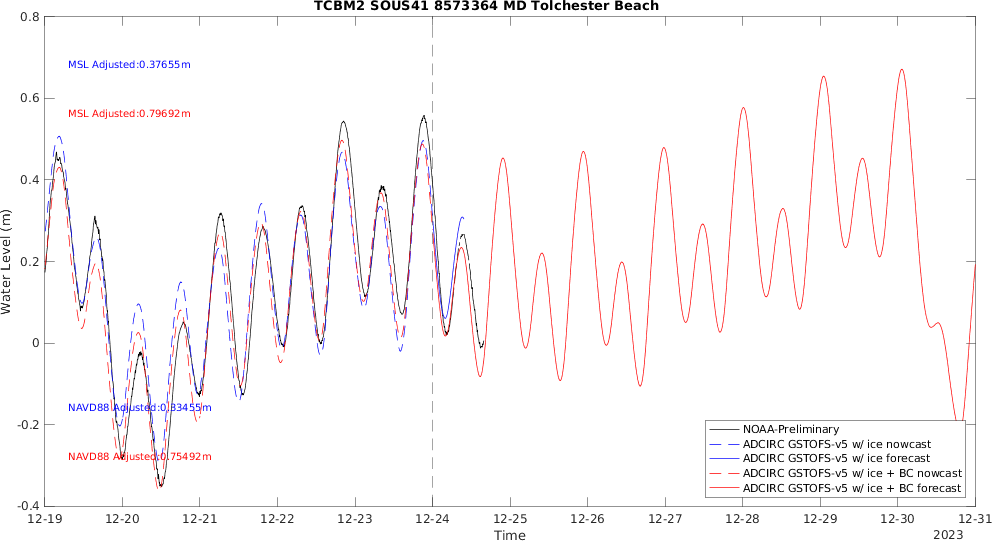 TCBM2 SOUS41 8573364 MD Tolchester Beach
0.8
0.6
0.4
0.2
0
-0.2
-0.4
Water Level (m)
MSL Adjusted:0.37655m
MSL Adjusted:0.79692m
NAVD88 Adjusted:0.33455m
NAVD88 Adjusted:0.75492m
NOAA-Preliminary
ADCIRC GSTOFS-v5 w/ ice nowcast
ADCIRC GSTOFS-v5 w/ ice forecast
ADCIRC GSTOFS-v5 w/ ice + BC nowcast
ADCIRC GSTOFS-v5 w/ ice + BC forecast
12-19 12-20 12-21 12-22 12-23 12-24 12-25 12-26 12-27 12-28 12-29 12-30 12-31
Time
2023